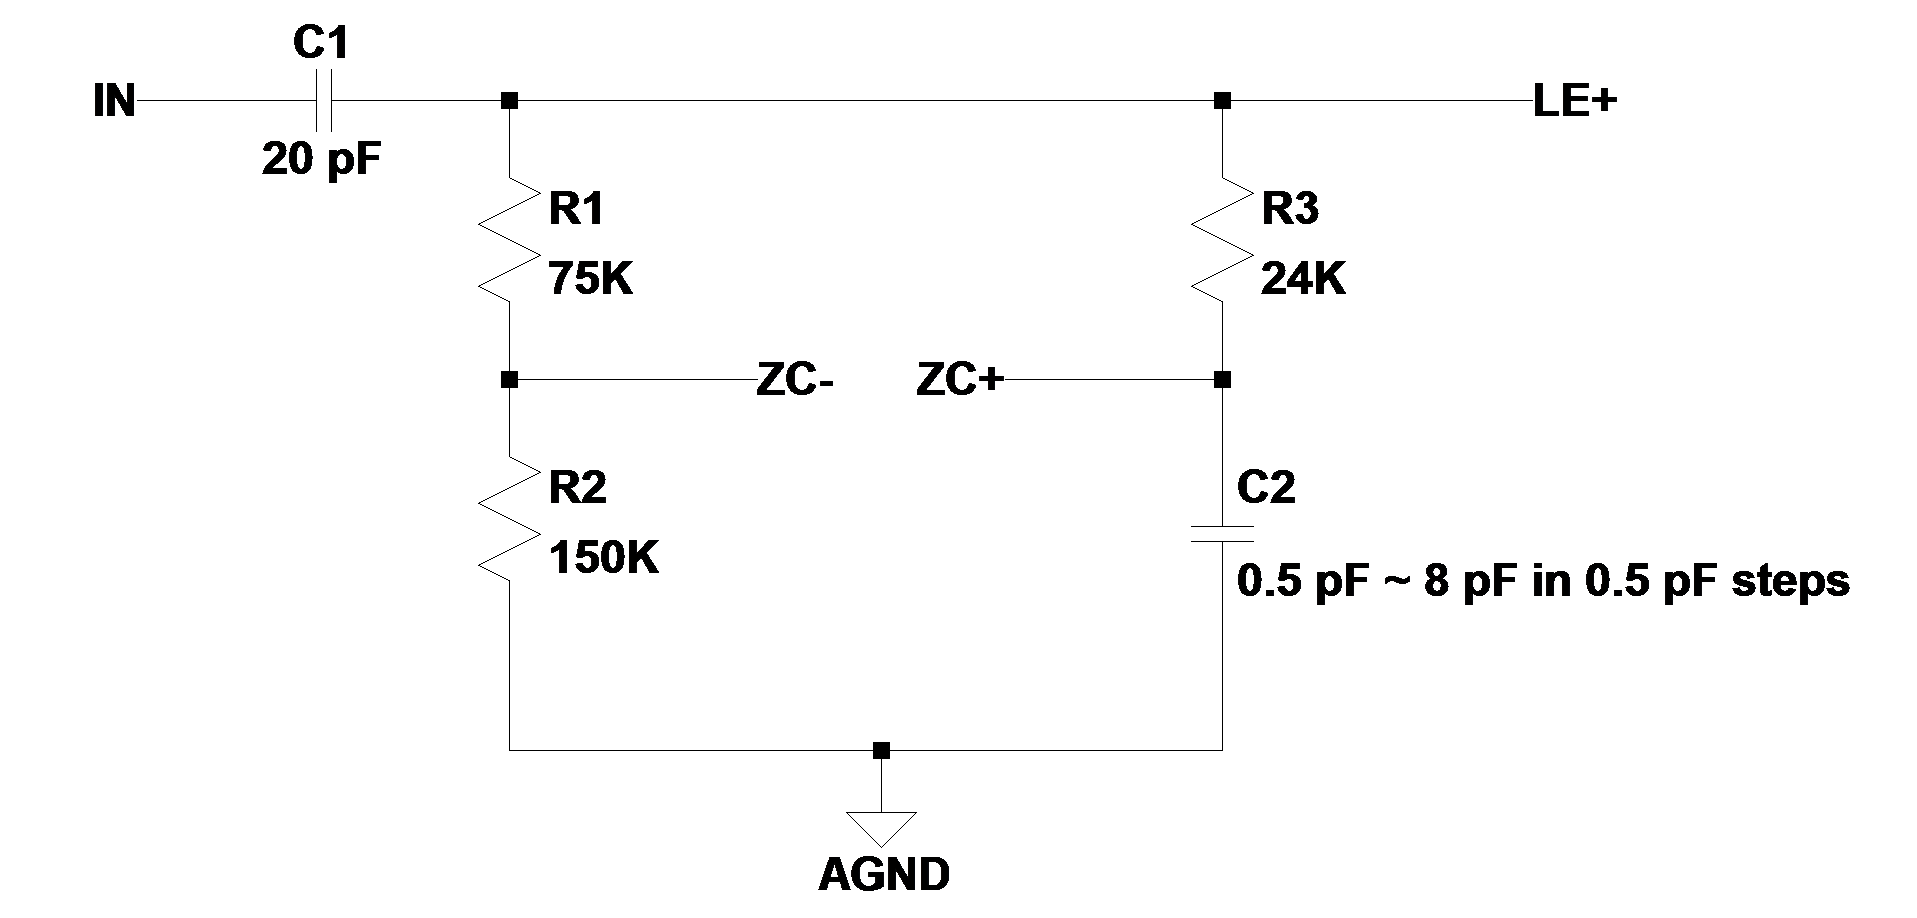 C1
IN
LE+
20 pF
R1
75K
R3
24K
ZC-
ZC+
R2
150K
C2
0.5 pF ~ 8 pF in 0.5 pF steps
AGND